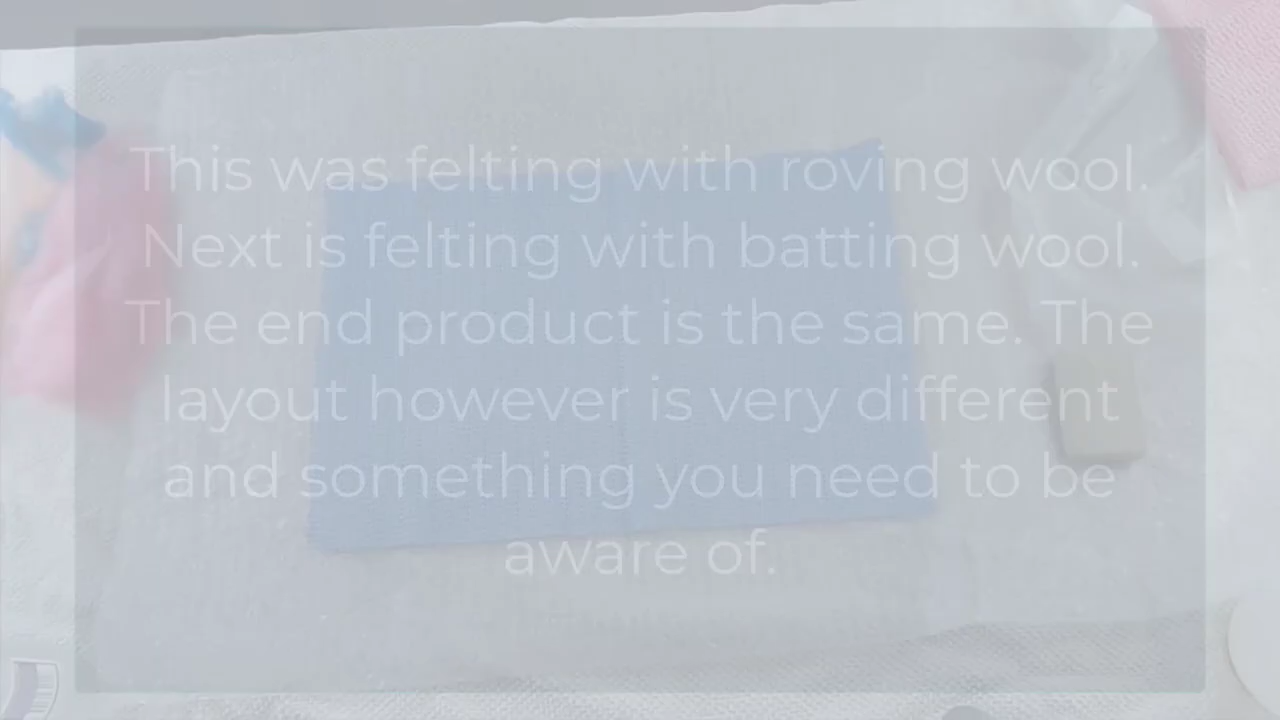 This was felting with roving wool.
Next is felting with batting wool.
The end product is the same. The
layout however is very different
and something you need to be
aware of.